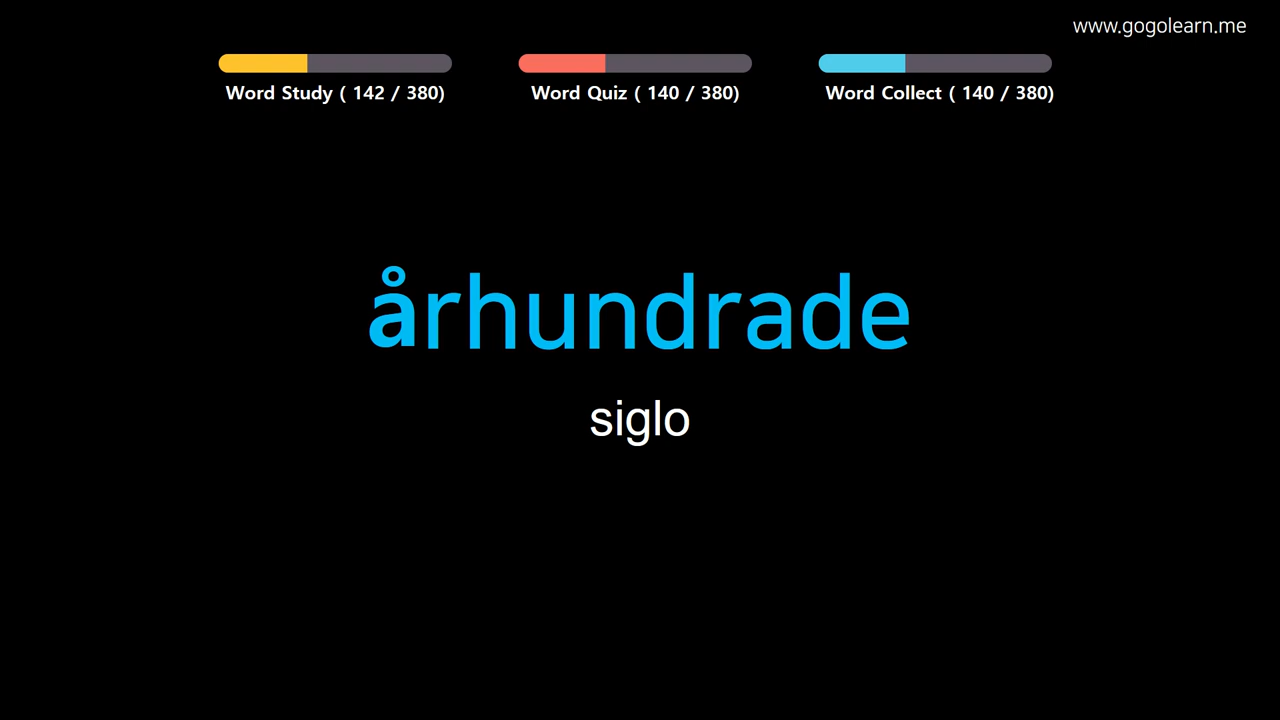 www.gogolearn.me
Word Study ( 142 / 380)
Word Quiz ( 140 / 380)
Word Collect ( 140 / 380)
århundrade
siglo